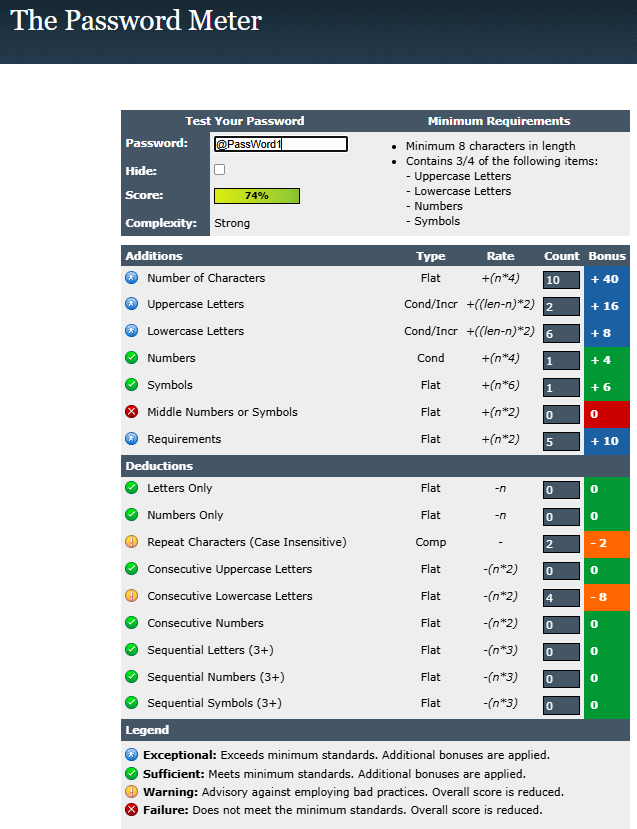 The Password Meter
Test Your Password Minimum Requirements
Password: @PassWord1
• Minimum 8 characters in length
Hide:
• Contains 3/4 of the following items:
- Uppercase Letters
Score: 74%
- Lowercase Letters
- Numbers
Complexity: Strong
- Symbols
Additions Type Rate Count Bonus
Number of Characters Flat +(n*4) 10 + 40
Uppercase Letters Cond/Incr +((len-n)*2) 2 + 16
Lowercase Letters Cond/Incr +((len-n)*2) 6 + 8
Numbers Cond +(n*4) 1 + 4
Symbols Flat +(n*6) 1 + 6
Middle Numbers or Symbols Flat +(n*2) 0 0
Requirements Flat +(n*2) 5 + 10
Deductions
Letters Only Flat -n 0 0
Numbers Only Flat -n 0 0
Repeat Characters (Case Insensitive) Comp - 2 - 2
Consecutive Uppercase Letters Flat -(n*2) 0 0
Consecutive Lowercase Letters Flat -(n*2) 4 - 8
Consecutive Numbers Flat -(n*2) 0 0
Sequential Letters (3+) Flat -(n*3) 0 0
Sequential Numbers (3+) Flat -(n*3) 0 0
Sequential Symbols (3+) Flat -(n*3) 0 0
Legend
Exceptional: Exceeds minimum standards. Additional bonuses are applied.
Sufficient: Meets minimum standards. Additional bonuses are applied.
Warning: Advisory against employing bad practices. Overall score is reduced.
Failure: Does not meet the minimum standards. Overall score is reduced.